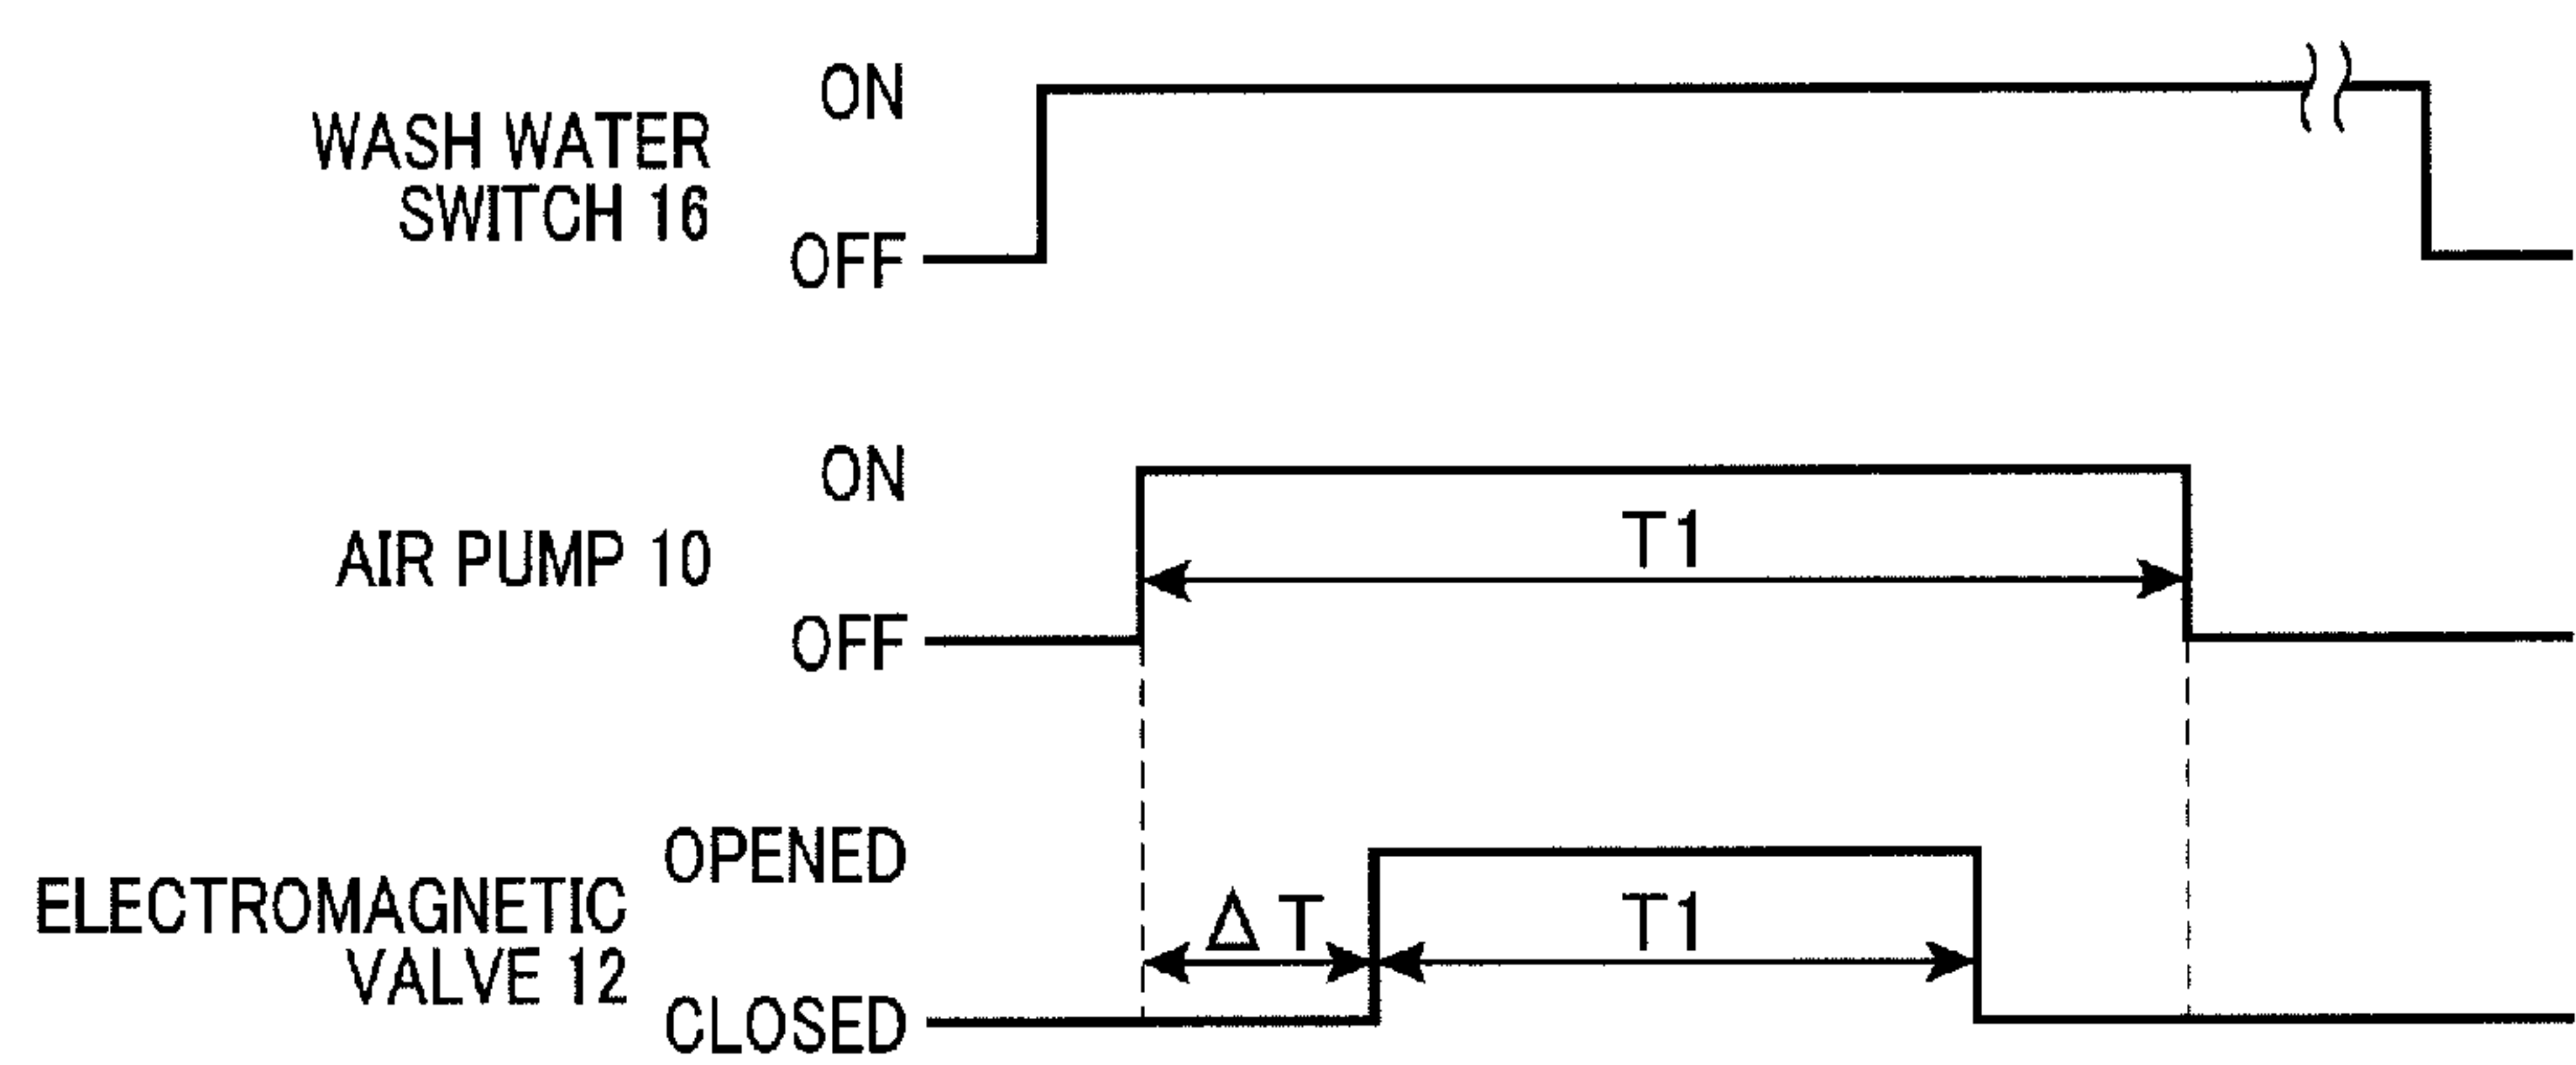 ON
WASH WATER
SWITCH 16
OFF
ON
T1
AIR PUMP 10
OFF
OPENED
ELECTROMAGNETIC
VALVE 12
ΔT
T1
CLOSED